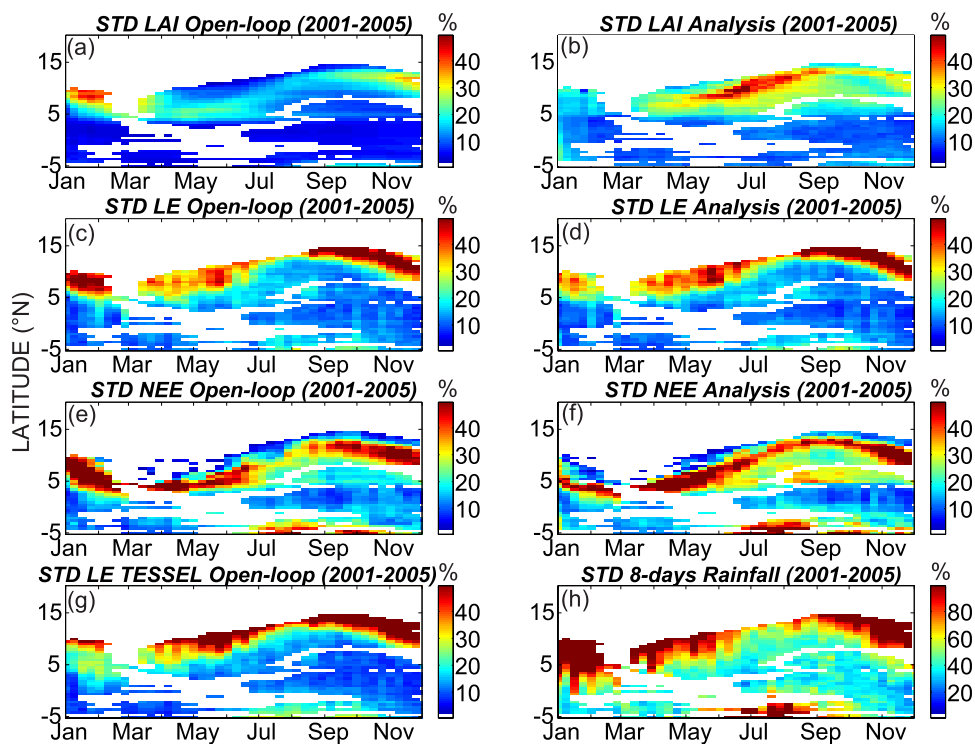 STD LAI Open-loop (2001-2005) %
(a)
15
5
-5
40
30
20
10
Jan Mar May Jul Sep Nov
STD LAI Analysis (2001-2005) %
(b)
15
5
-5
40
30
20
10
Jan Mar May Jul Sep Nov
STD LE Open-loop (2001-2005) %
(c)
15
5
-5
40
30
20
10
Jan Mar May Jul Sep Nov
STD LE Analysis (2001-2005) %
(d)
15
5
-5
40
30
20
10
Jan Mar May Jul Sep Nov
LATITUDE (°N)
STD NEE Open-loop (2001-2005) %
(e)
15
5
-5
40
30
20
10
Jan Mar May Jul Sep Nov
STD NEE Analysis (2001-2005) %
(f)
15
5
-5
40
30
20
10
Jan Mar May Jul Sep Nov
STD LE TESSEL Open-loop (2001-2005) %
(g)
15
5
-5
40
30
20
10
Jan Mar May Jul Sep Nov
STD 8-days Rainfall (2001-2005) %
(h)
15
5
-5
80
60
40
20
Jan Mar May Jul Sep Nov